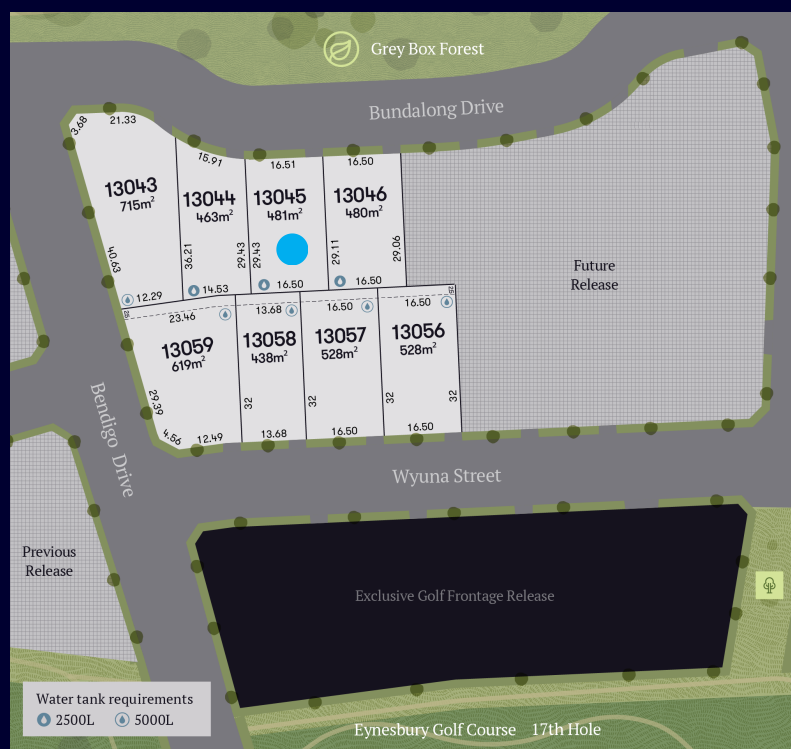 Grey Box Forest
Bundalong Drive
3.68
21.33
15.91
16.51
16.50
13043
715m²
13044
463m²
13045
481m²
13046
480m²
40.63
36.21
29.43
29.43
29.11
29.06
12.29
14.53
16.50
16.50
Future
Release
23.46
13.68
16.50
16.50
13059
619m²
13058
438m²
13057
528m²
13056
528m²
29.39
32
32
32
32
4.56
12.49
13.68
16.50
16.50
Bendigo Drive
Wyuna Street
Previous
Release
Exclusive Golf Frontage Release
Water tank requirements
2500L
5000L
Eynesbury Golf Course 17th Hole